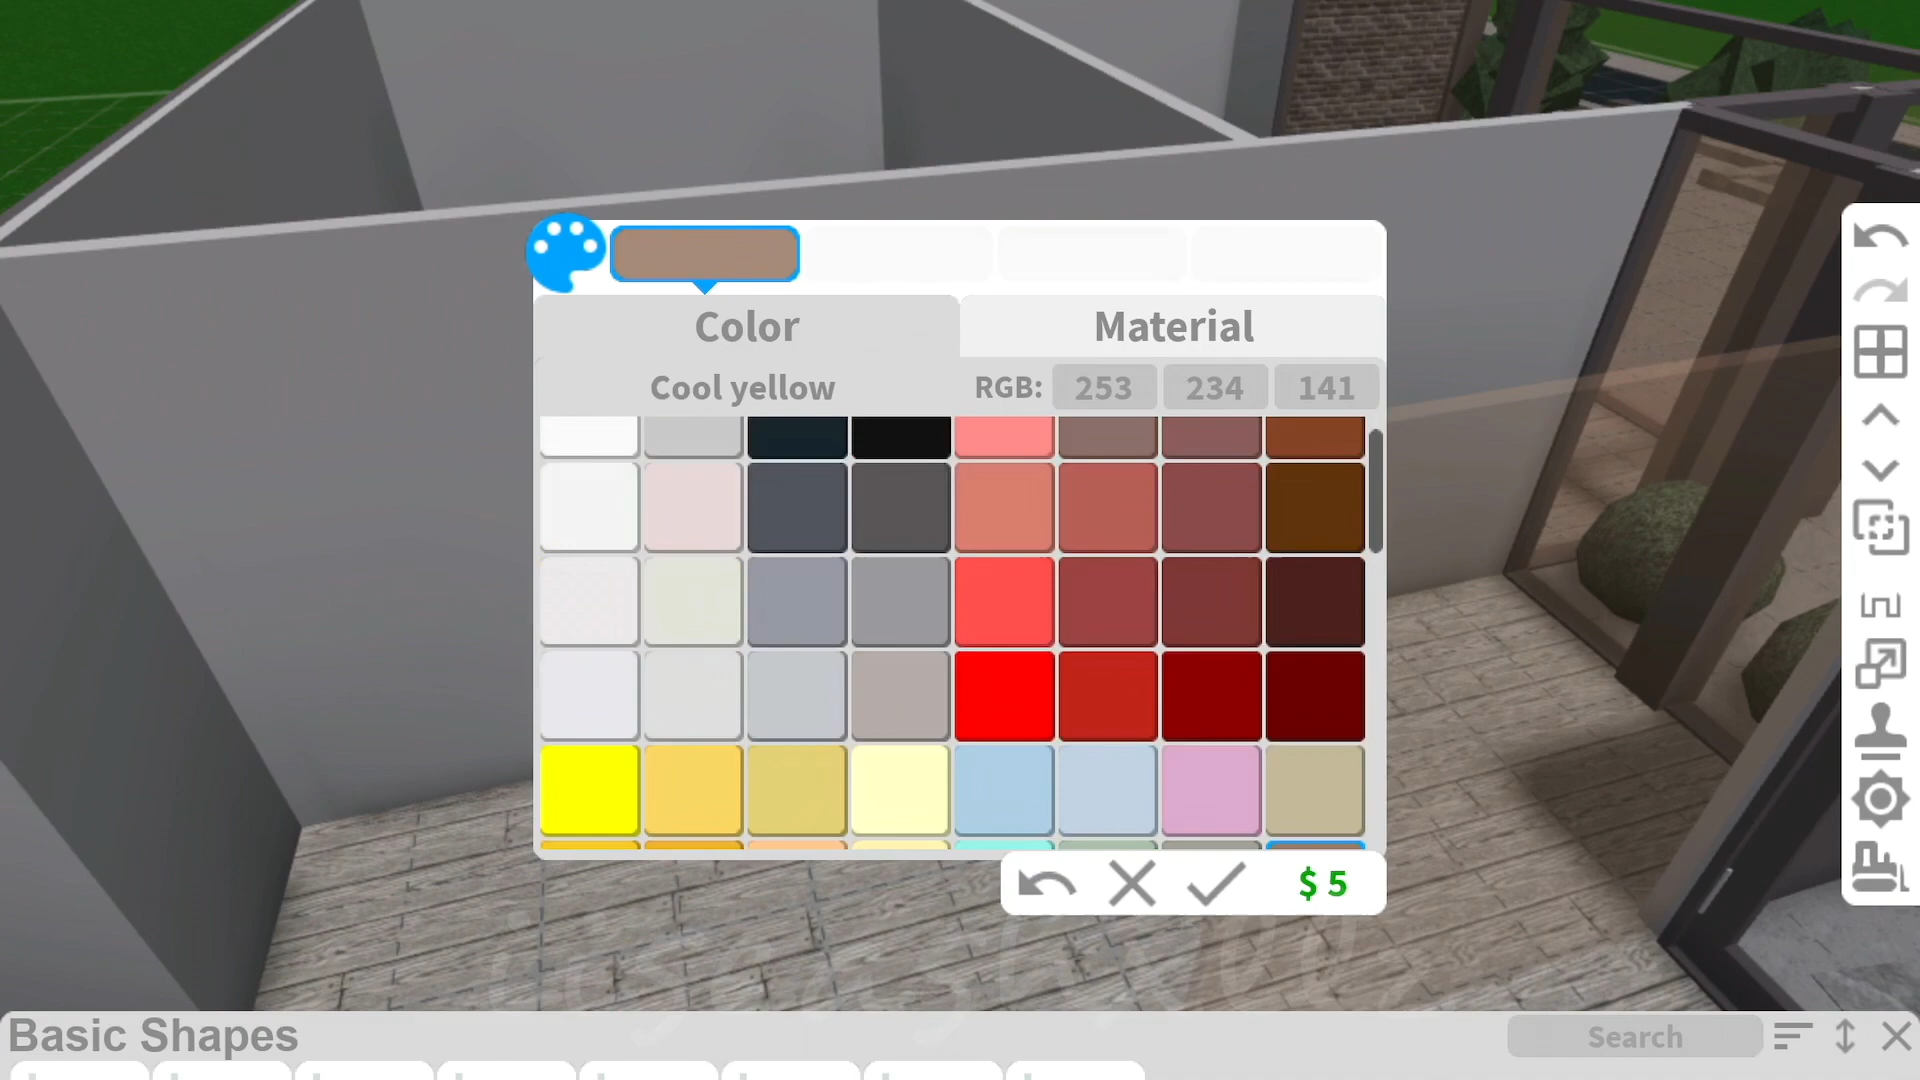 Color
Material
Cool yellow
RGB: 253 234 141
$ 5
Basic Shapes
Search